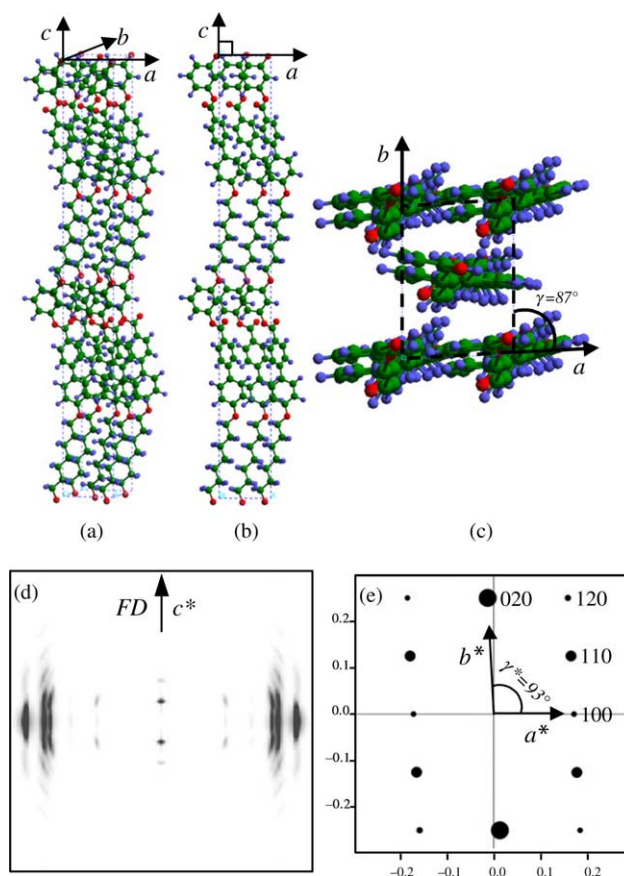 c b a
c a
b γ=87° a
(a) (b) (c)
(d) FD c*
(e) 020 120
0.2
110
b* γ*=93°
0.1
0.0 100
a*
−0.1
−0.2
−0.2 −0.1 0.0 0.1 0.2